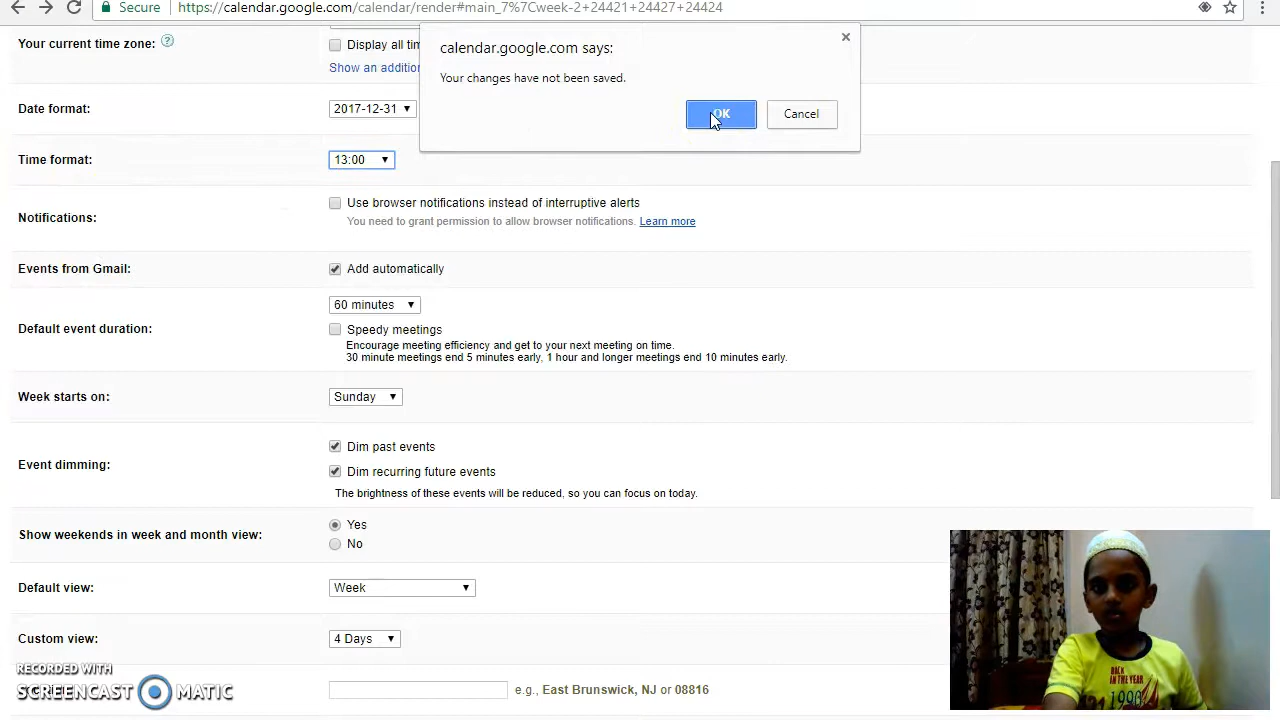 Secure https://calendar.google.com/calendar/render#main_7%7Cweek-2+24421+24427+24424
calendar.google.com says:
Your changes have not been saved.
OK Cancel
Your current time zone: Display all
Show an addition
Date format: 2017-12-31
Time format: 13:00
Notifications: Use browser notifications instead of interruptive alerts
You need to grant permission to allow browser notifications. Learn more
Events from Gmail: Add automatically
60 minutes
Default event duration: Speedy meetings
Encourage meeting efficiency and get to your next meeting on time.
30 minute meetings end 5 minutes early, 1 hour and longer meetings end 10 minutes early.
Week starts on: Sunday
Dim past events
Event dimming:
Dim recurring future events
The brightness of these events will be reduced, so you can focus on today.
Show weekends in week and month view: Yes
No
Default view: Week
Custom view: 4 Days
e.g., East Brunswick, NJ or 08816
RECORDED WITH
SCREENCAST MATIC
BACK
IN THE YEAR
1990